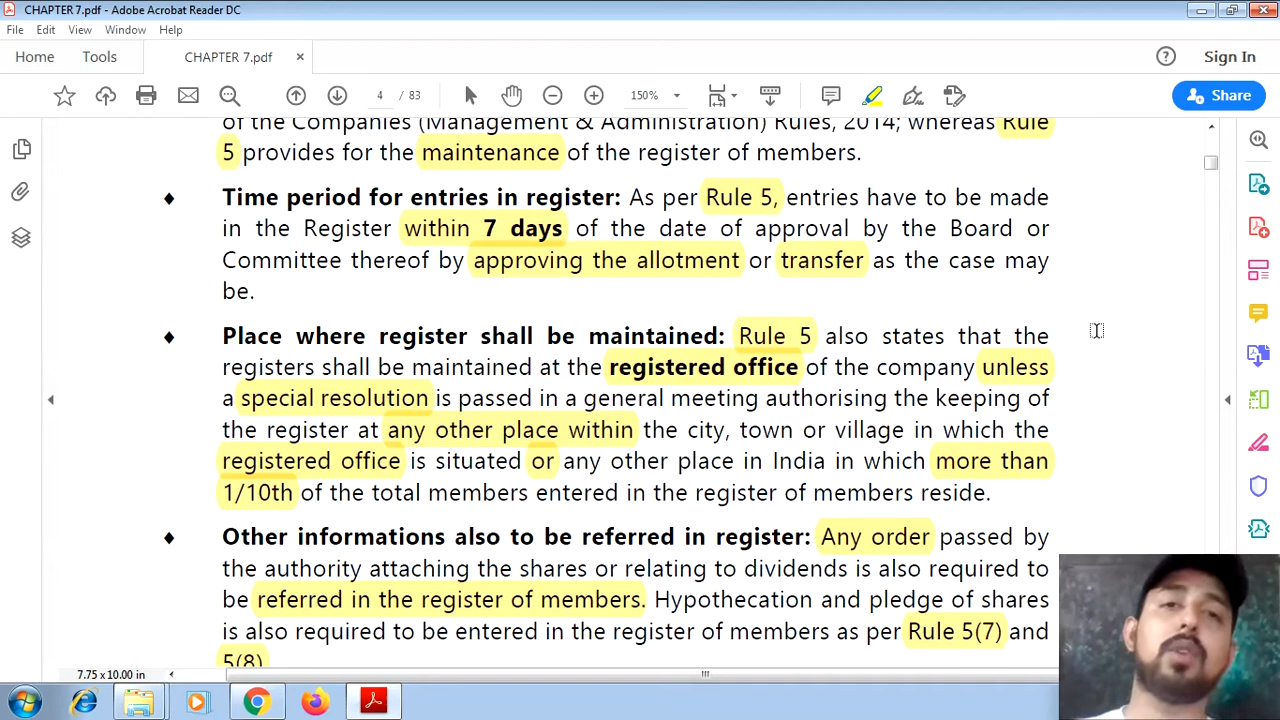 CHAPTER 7.pdf - Adobe Acrobat Reader DC
File Edit View Window Help
Home Tools CHAPTER 7.pdf × ? Sign In
4 / 83 150% Share
of the Companies (Management & Administration) Rules, 2014; whereas Rule
5 provides for the maintenance of the register of members.
♦ Time period for entries in register: As per Rule 5, entries have to be made
in the Register within 7 days of the date of approval by the Board or
Committee thereof by approving the allotment or transfer as the case may
be.
♦ Place where register shall be maintained: Rule 5 also states that the
registers shall be maintained at the registered office of the company unless
a special resolution is passed in a general meeting authorising the keeping of
the register at any other place within the city, town or village in which the
registered office is situated or any other place in India in which more than
1/10th of the total members entered in the register of members reside.
♦ Other informations also to be referred in register: Any order passed by
the authority attaching the shares or relating to dividends is also required to
be referred in the register of members. Hypothecation and pledge of shares
is also required to be entered in the register of members as per Rule 5(7) and
5(8)
7.75 x 10.00 in